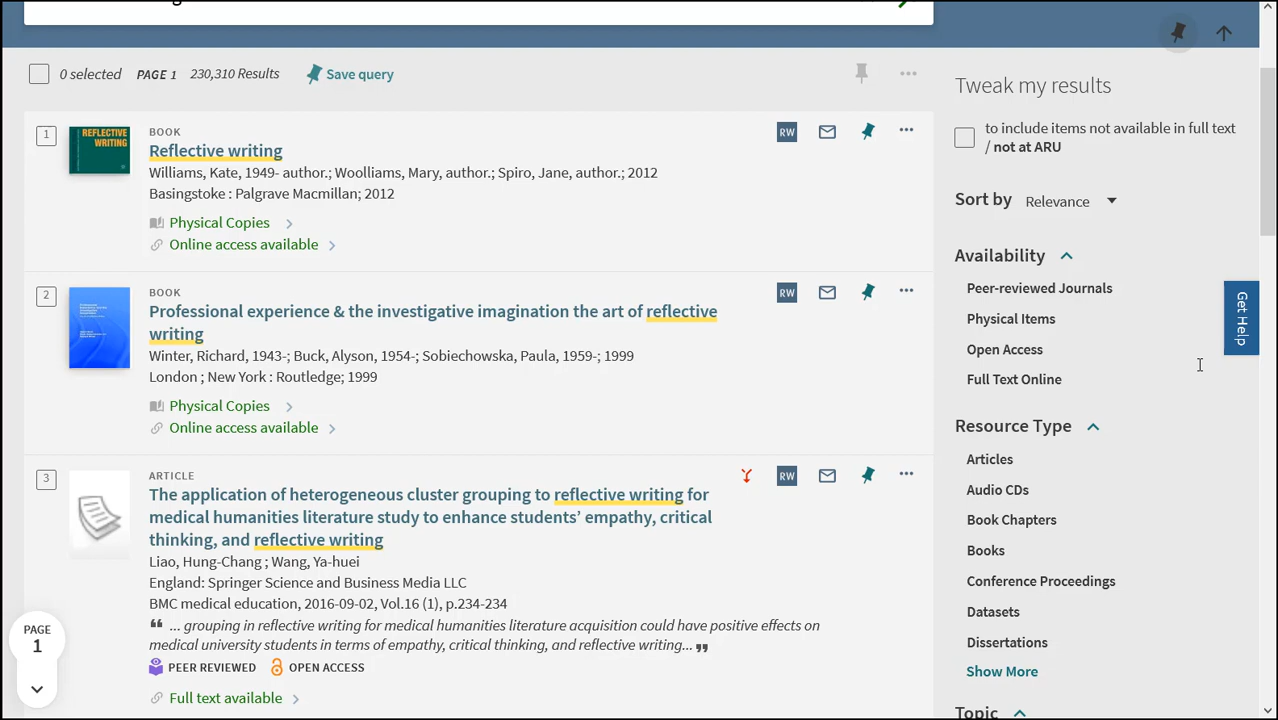 0 selected PAGE 1 230,310 Results Save query
1
REFLECTIVE
WRITING
BOOK
RW
Reflective writing
Williams, Kate, 1949- author.; Woolliams, Mary, author.; Spiro, Jane, author.; 2012
Basingstoke : Palgrave Macmillan; 2012
Physical Copies
Online access available
2
BOOK
RW
Professional experience & the investigative imagination the art of reflective
writing
Winter, Richard, 1943-; Buck, Alyson, 1954-; Sobiechowska, Paula, 1959-; 1999
London ; New York : Routledge; 1999
Physical Copies
Online access available
3
ARTICLE
RW
The application of heterogeneous cluster grouping to reflective writing for
medical humanities literature study to enhance students’ empathy, critical
thinking, and reflective writing
Liao, Hung-Chang ; Wang, Ya-huei
England: Springer Science and Business Media LLC
BMC medical education, 2016-09-02, Vol.16 (1), p.234-234
❝ ... grouping in reflective writing for medical humanities literature acquisition could have positive effects on
medical university students in terms of empathy, critical thinking, and reflective writing... ❞
PEER REVIEWED OPEN ACCESS
Full text available
PAGE
1
Tweak my results
to include items not available in full text
/ not at ARU
Sort by Relevance
Availability
Peer-reviewed Journals
Physical Items
Open Access
Full Text Online
Resource Type
Articles
Audio CDs
Book Chapters
Books
Conference Proceedings
Datasets
Dissertations
Show More
Topic
Get Help